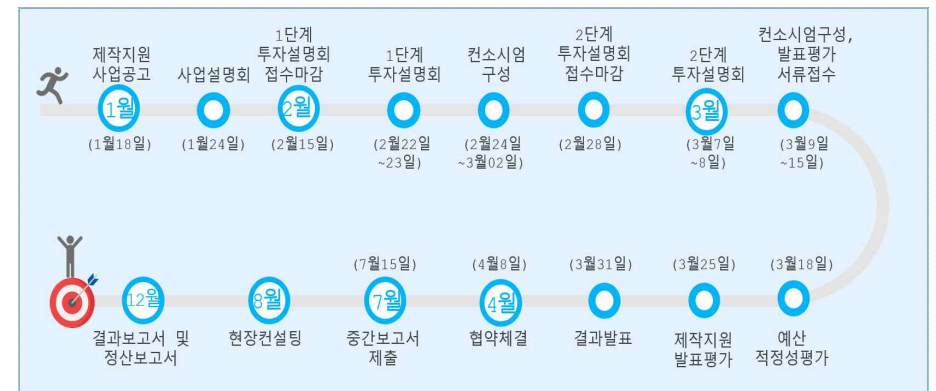 제작지원
사업공고
1월
(1월18일)
사업설명회
(1월24일)
1단계
투자설명회
접수마감
2월
(2월15일)
1단계
투자설명회
(2월22일
~23일)
컨소시엄
구성
(2월24일
~3월02일)
2단계
투자설명회
접수마감
(2월28일)
2단계
투자설명회
3월
(3월7일
~8일)
컨소시엄구성,
발표평가
서류접수
(3월9일
~15일)
(3월18일)
예산
적정성평가
(3월25일)
제작지원
발표평가
(3월31일)
결과발표
(4월8일)
4월
협약체결
(7월15일)
7월
중간보고서
제출
8월
현장컨설팅
12월
결과보고서 및
정산보고서